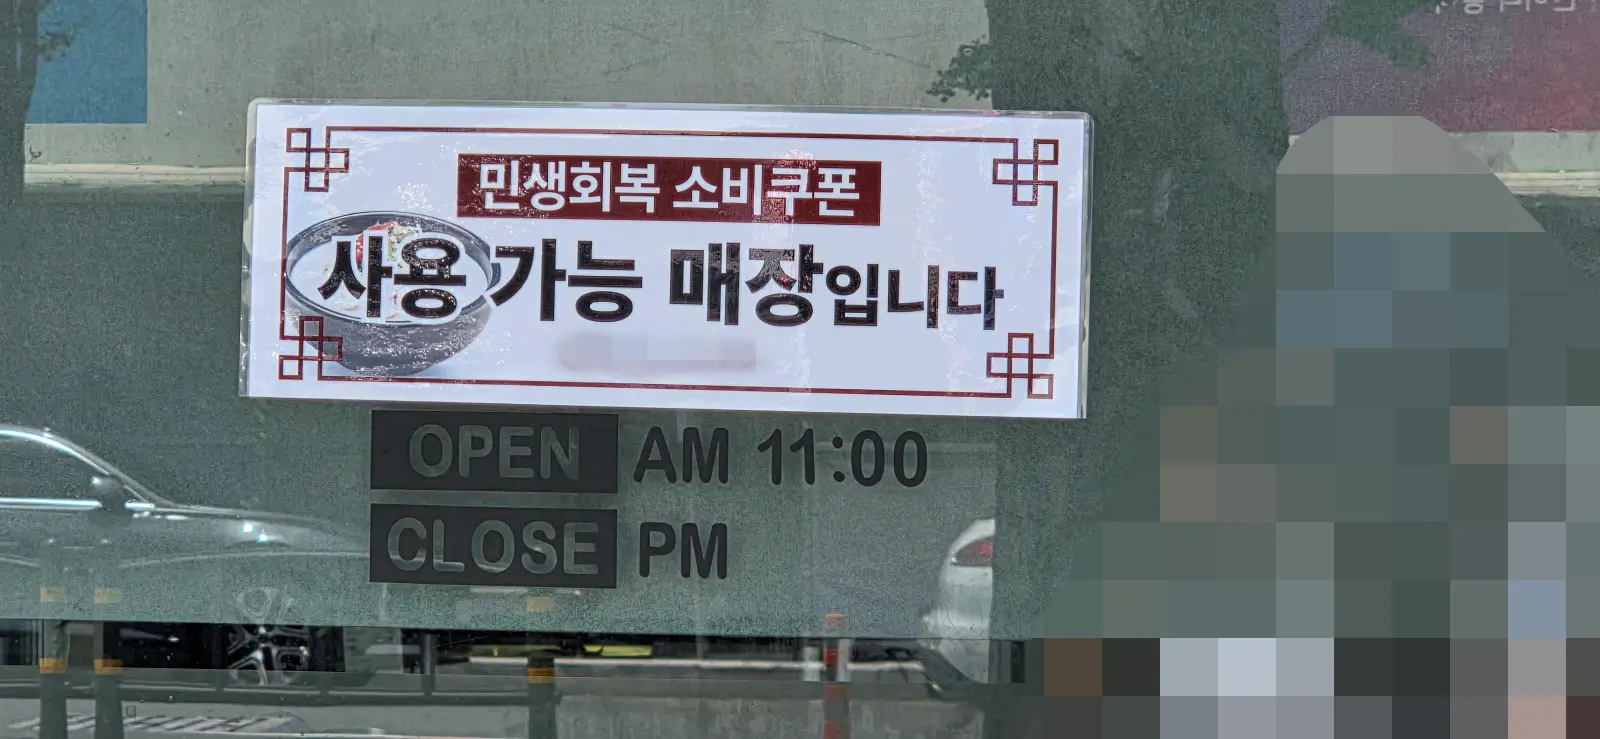 민생회복 소비쿠폰
사용 가능 매장입니다
OPEN AM 11:00
CLOSE PM